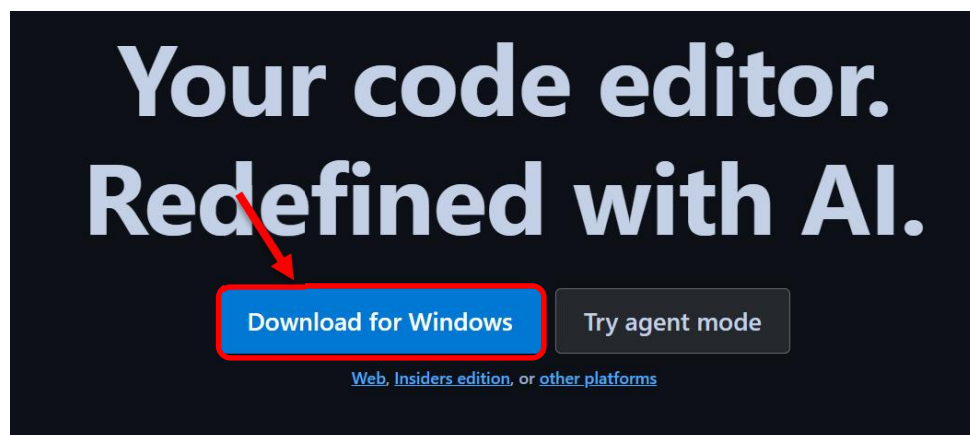 Your code editor.
Redefined with AI.
Download for Windows
Try agent mode
Web, Insiders edition, or other platforms